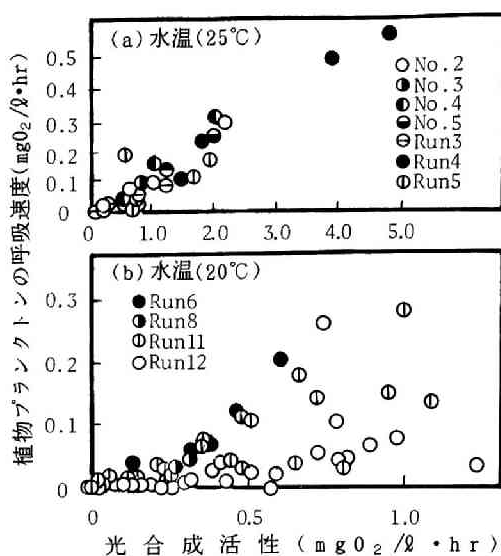 (a)水温(25℃)
0.5
0.4
0.3
0.2
0.1
0
No.2
No.3
No.4
No.5
Run3
Run4
Run5
0 1.0 2.0 3.0 4.0 5.0
(b)水温(20℃)
0.3
0.2
0.1
0
Run6
Run8
Run11
Run12
0 0.5 1.0
植物プランクトンの呼吸速度(mgO₂/ℓ•hr)
光合成活性(mgO₂/ℓ•hr)